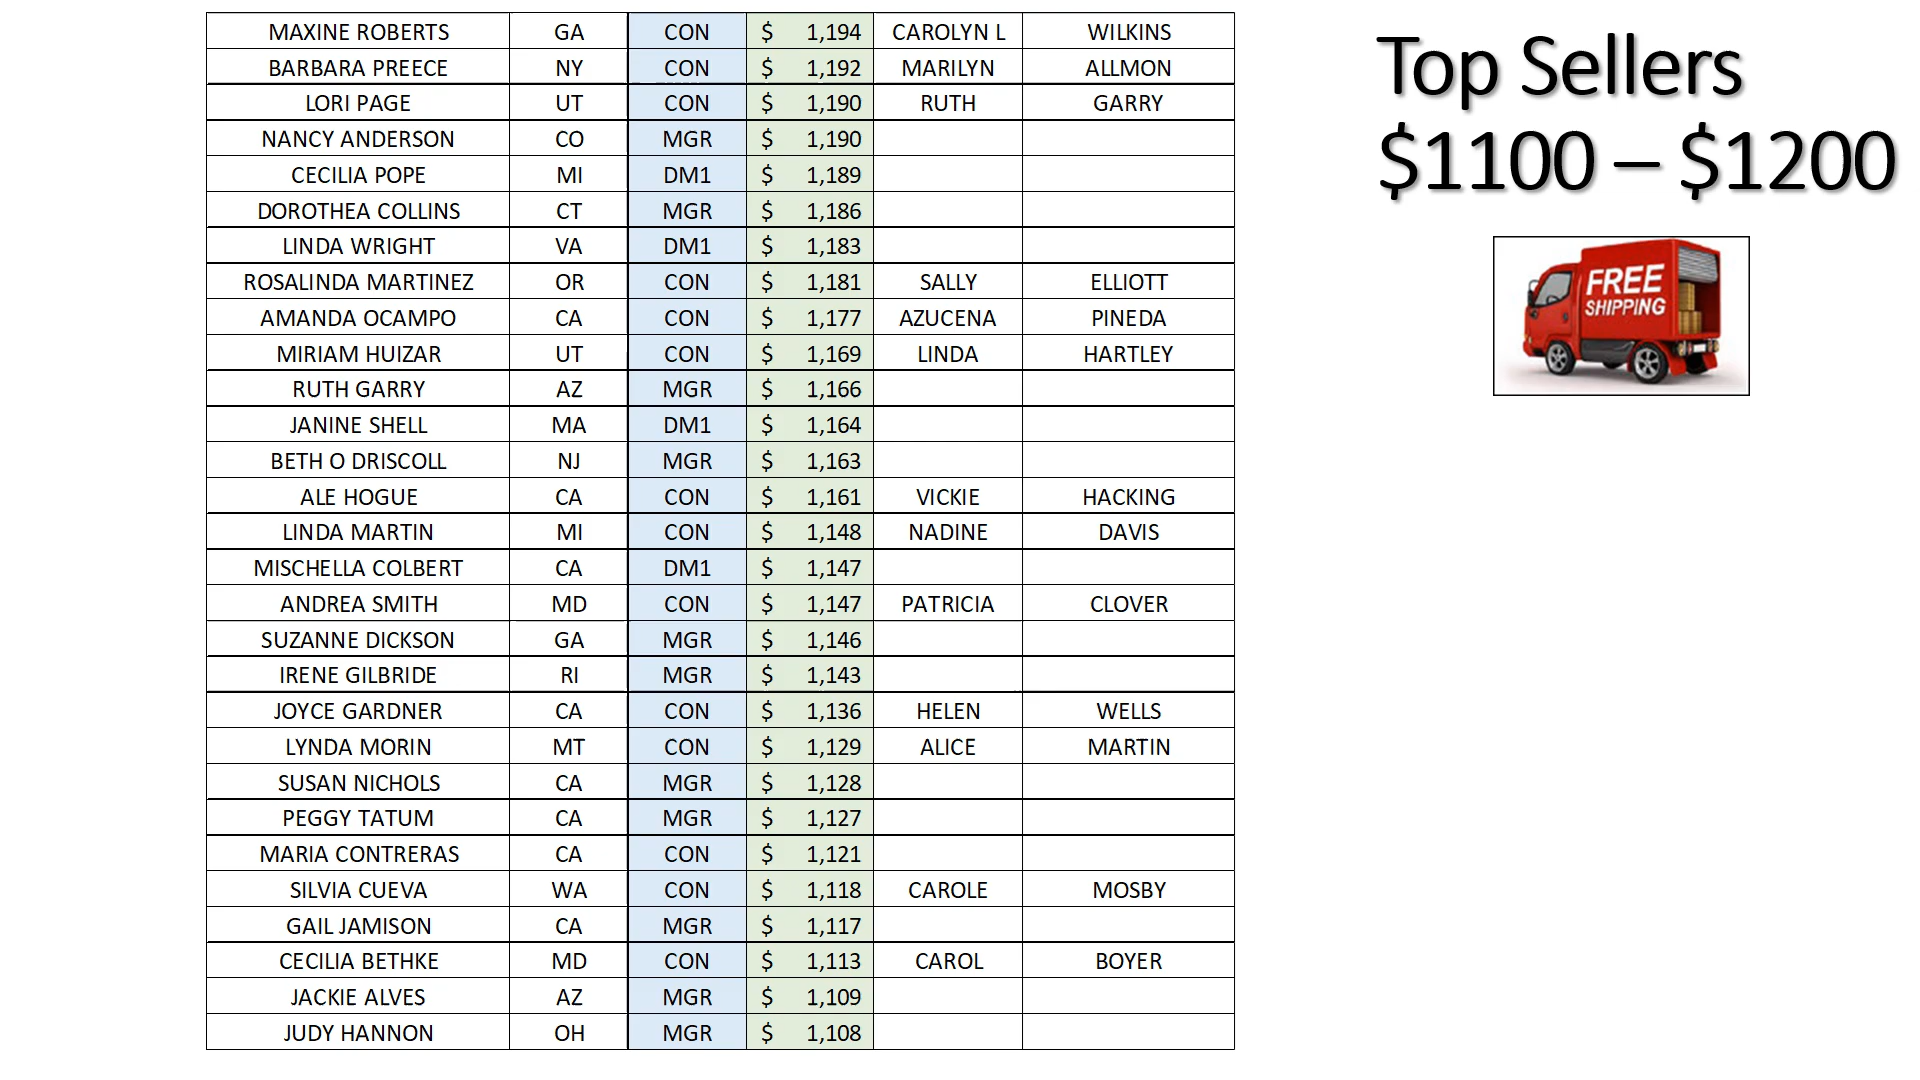 MAXINE ROBERTS GA CON $ 1,194 CAROLYN L WILKINS
BARBARA PREECE NY CON $ 1,192 MARILYN ALLMON
LORI PAGE UT CON $ 1,190 RUTH GARRY
NANCY ANDERSON CO MGR $ 1,190
CECILIA POPE MI DM1 $ 1,189
DOROTHEA COLLINS CT MGR $ 1,186
LINDA WRIGHT VA DM1 $ 1,183
ROSALINDA MARTINEZ OR CON $ 1,181 SALLY ELLIOTT
AMANDA OCAMPO CA CON $ 1,177 AZUCENA PINEDA
MIRIAM HUIZAR UT CON $ 1,169 LINDA HARTLEY
RUTH GARRY AZ MGR $ 1,166
JANINE SHELL MA DM1 $ 1,164
BETH O DRISCOLL NJ MGR $ 1,163
ALE HOGUE CA CON $ 1,161 VICKIE HACKING
LINDA MARTIN MI CON $ 1,148 NADINE DAVIS
MISCHELLA COLBERT CA DM1 $ 1,147
ANDREA SMITH MD CON $ 1,147 PATRICIA CLOVER
SUZANNE DICKSON GA MGR $ 1,146
IRENE GILBRIDE RI MGR $ 1,143
JOYCE GARDNER CA CON $ 1,136 HELEN WELLS
LYNDA MORIN MT CON $ 1,129 ALICE MARTIN
SUSAN NICHOLS CA MGR $ 1,128
PEGGY TATUM CA MGR $ 1,127
MARIA CONTRERAS CA CON $ 1,121
SILVIA CUEVA WA CON $ 1,118 CAROLE MOSBY
GAIL JAMISON CA MGR $ 1,117
CECILIA BETHKE MD CON $ 1,113 CAROL BOYER
JACKIE ALVES AZ MGR $ 1,109
JUDY HANNON OH MGR $ 1,108
Top Sellers
$1100 – $1200
FREE
SHIPPING